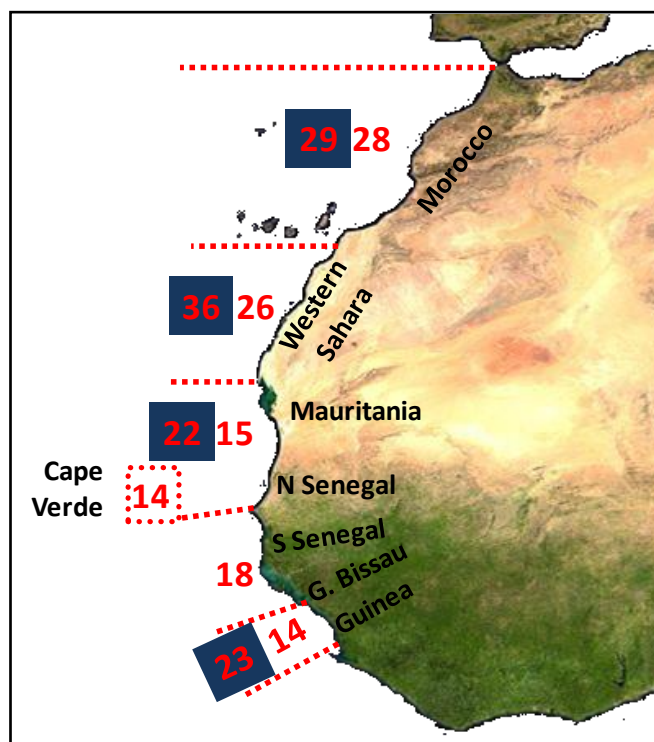 29 28
Morocco
36 26
Western
Sahara
22 15
Mauritania
Cape
Verde
14
N Senegal
S Senegal
18
G. Bissau
23 14
Guinea